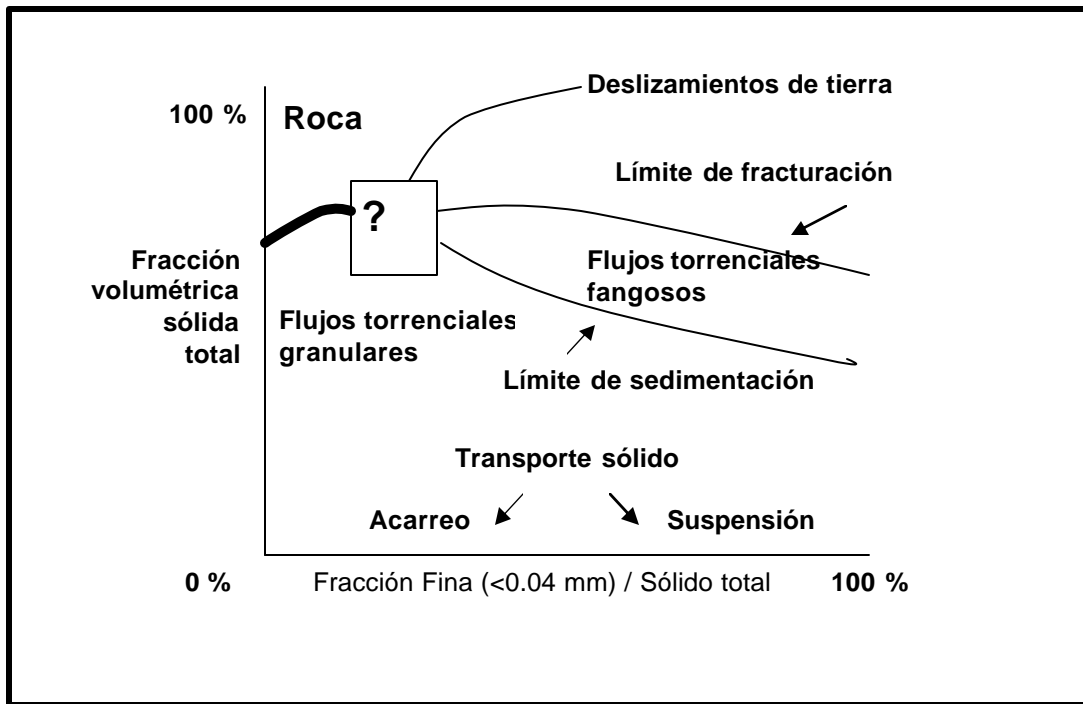 Deslizamientos de tierra
100 %
Roca
Límite de fracturación
?
Fracción
volumétrica
sólida
total
Flujos torrenciales
fangosos
Flujos torrenciales
granulares
Límite de sedimentación
Transporte sólido
Acarreo
Suspensión
0 %
Fracción Fina (<0.04 mm) / Sólido total
100 %